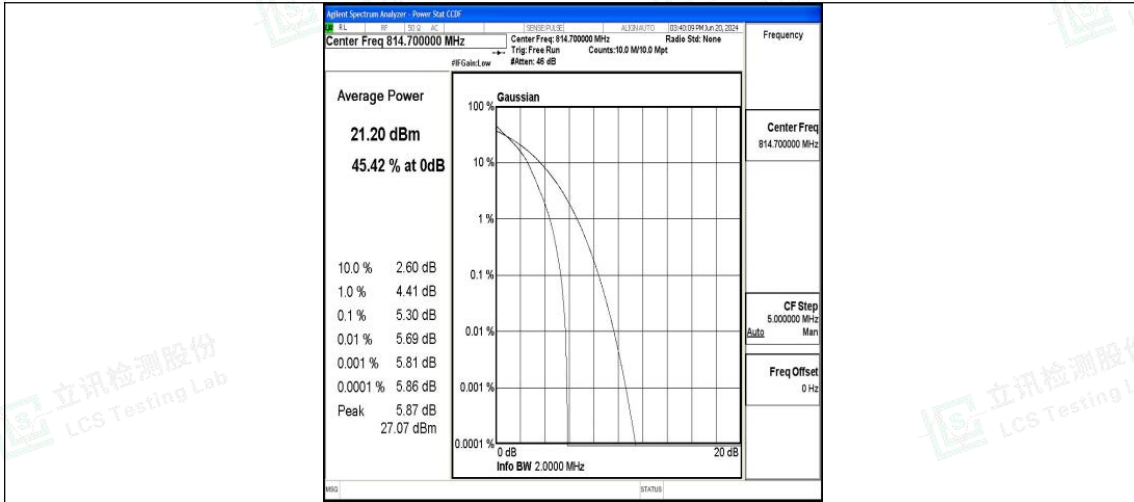 Agilent Spectrum Analyzer - Power Stat CCDF
RL RF 50 Ω AC SENSE:PULSE ALIGN AUTO 03:40:09 PM Jun 20, 2024
Center Freq 814.700000 MHz
Center Freq: 814.700000 MHz Radio Std: None
Trig: Free Run Counts:10.0 M/10.0 Mpt
#IFGain:Low #Atten: 46 dB
Frequency
Average Power
21.20 dBm
45.42 % at 0dB
10.0 % 2.60 dB
1.0 % 4.41 dB
0.1 % 5.30 dB
0.01 % 5.69 dB
0.001 % 5.81 dB
0.0001 % 5.86 dB
Peak 5.87 dB
27.07 dBm
Gaussian
100 %
10 %
1 %
0.1 %
0.01 %
0.001 %
0.0001 %
0 dB 20 dB
Info BW 2.0000 MHz
Center Freq
814.700000 MHz
CF Step
5.000000 MHz
Auto Man
Freq Offset
0 Hz
MSG STATUS
立讯检测股份
LCS Testing Lab
立讯检测股份
LCS Testing L